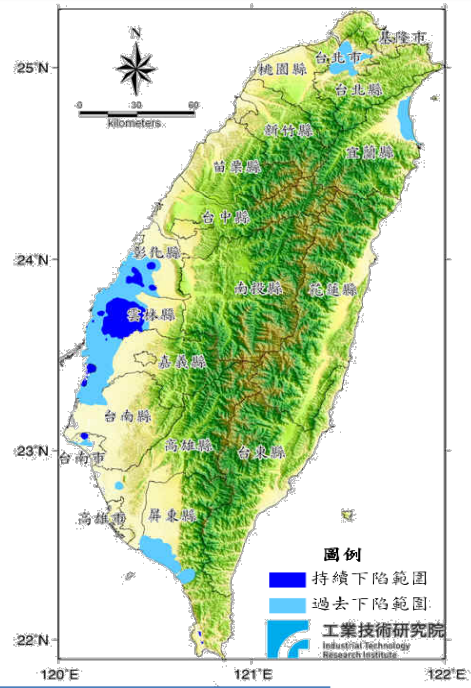 N
0 30 60
kilometers
25°N
24°N
23°N
22°N
120°E
121°E
122°E
基隆市
台北市
桃園縣
台北縣
新竹縣
宜蘭縣
苗栗縣
台中縣
彰化縣
南投縣
花蓮縣
雲林縣
嘉義縣
台南縣
高雄縣
台東縣
台南市
高雄市
屏東縣
圖例
持續下陷範圍
過去下陷範圍
工業技術研究院
Industrial Technology
Research Institute